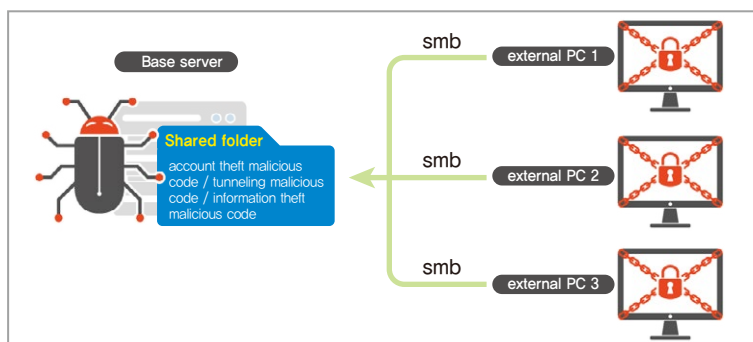 Base server
Shared folder
account theft malicious
code / tunneling malicious
code / information theft
malicious code
smb
external PC 1
smb
external PC 2
smb
external PC 3